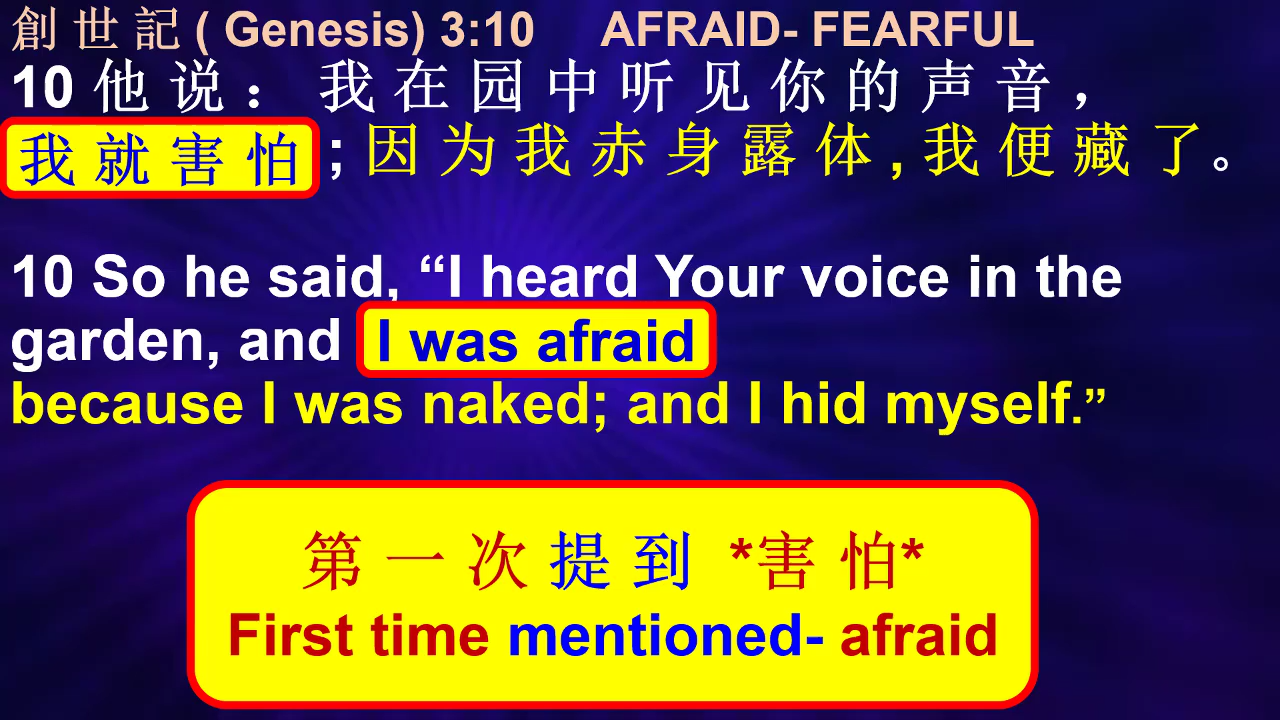 創 世 記 ( Genesis) 3:10 AFRAID- FEARFUL
10 他 说 ： 我 在 园 中 听 见 你 的 声 音 ，
我 就 害 怕 ; 因 为 我 赤 身 露 体 , 我 便 藏 了 。
10 So he said, “I heard Your voice in the
garden, and I was afraid
because I was naked; and I hid myself.”
第 一 次 提 到 *害 怕*
First time mentioned- afraid